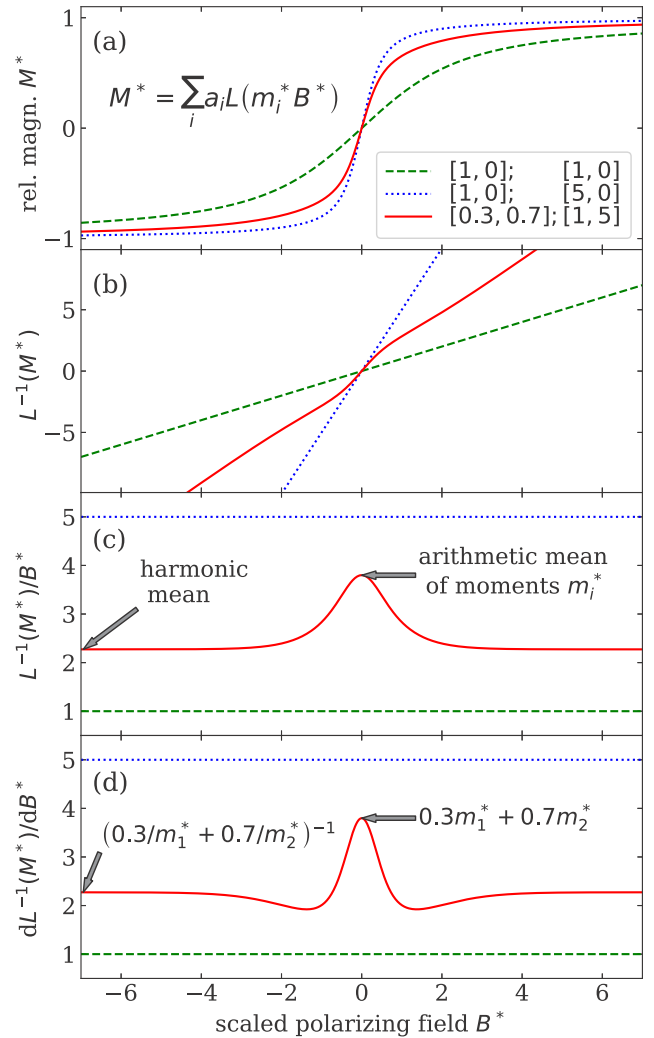 (a)
M* = ∑ᵢ aᵢL(mᵢ*B*)
rel. magn. M*
1
0
−1
[1, 0]; [1, 0]
[1, 0]; [5, 0]
[0.3, 0.7]; [1, 5]
(b)
L⁻¹(M*)
5
0
−5
(c)
L⁻¹(M*)/B*
5
4
3
2
1
harmonic
mean
arithmetic mean
of moments mᵢ*
(d)
dL⁻¹(M*)/dB*
5
4
3
2
1
(0.3/m₁* + 0.7/m₂*)⁻¹
0.3m₁* + 0.7m₂*
−6 −4 −2 0 2 4 6
scaled polarizing field B*